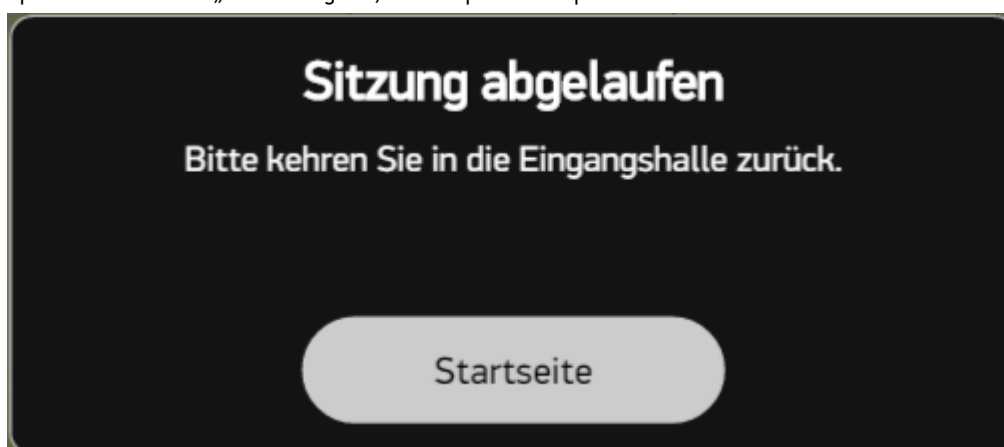 Sitzung abgelaufen
Bitte kehren Sie in die Eingangshalle zurück.
Startseite